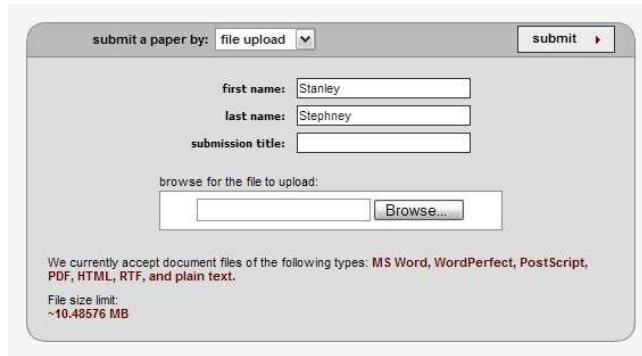 submit a paper by: file upload submit
first name: Stanley
last name: Stephney
submission title:
browse for the file to upload:
Browse...
We currently accept document files of the following types: MS Word, WordPerfect, PostScript,
PDF, HTML, RTF, and plain text.
File size limit:
~10.48576 MB